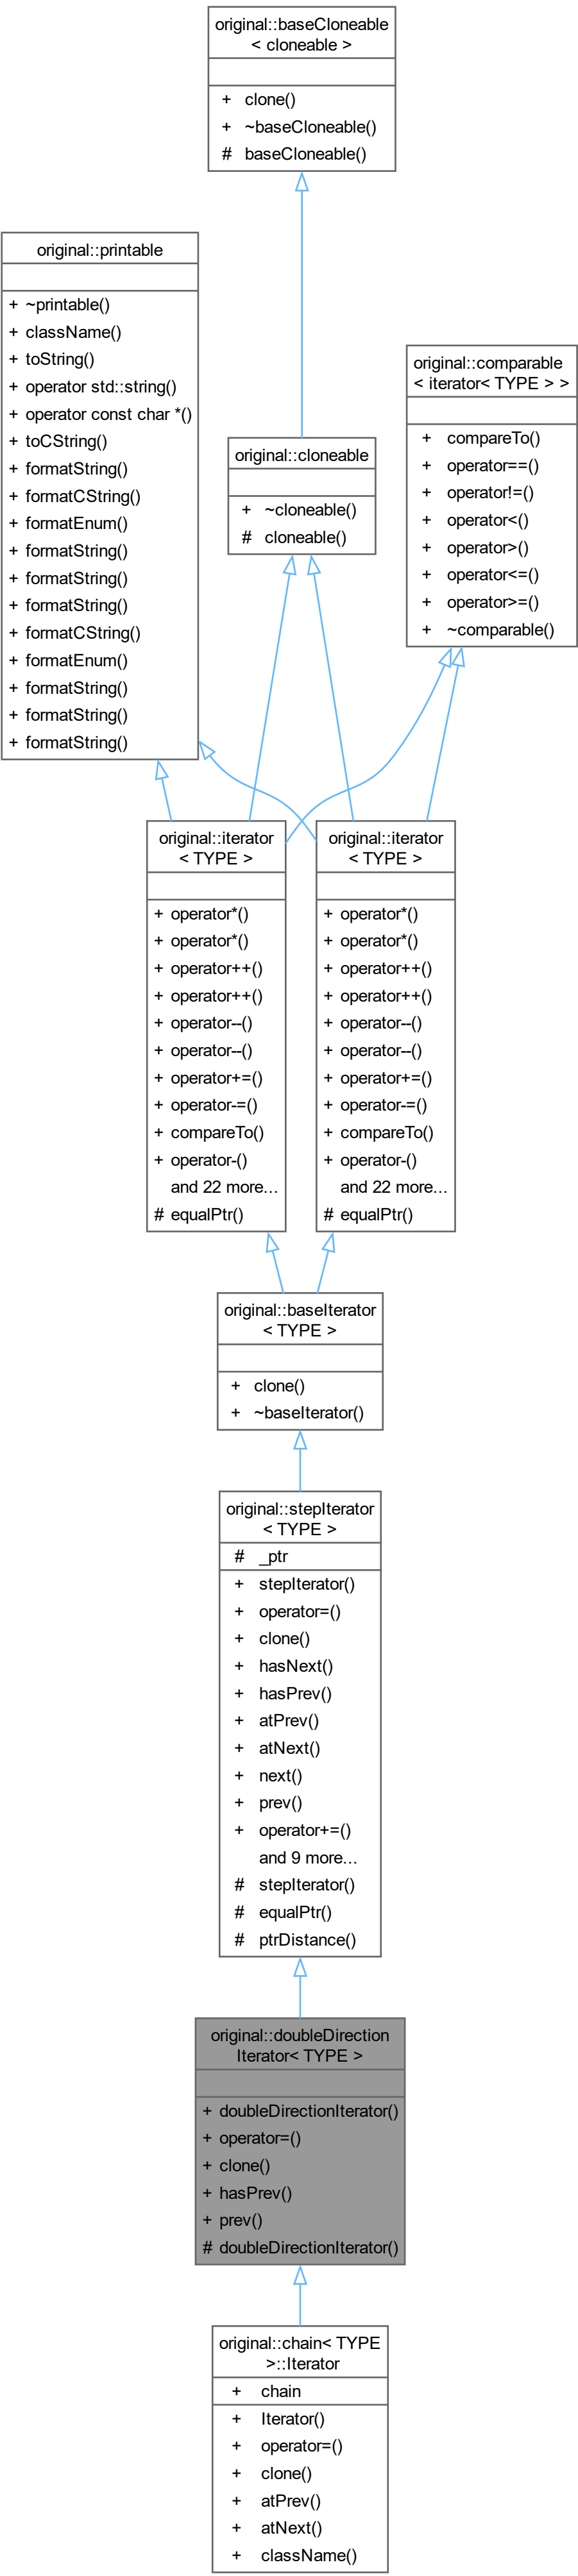 original::baseCloneable
< cloneable >
+ clone()
+ ~baseCloneable()
# baseCloneable()
original::printable
+ ~printable()
+ className()
+ toString()
+ operator std::string()
+ operator const char *()
+ toCString()
+ formatString()
+ formatCString()
+ formatEnum()
+ formatString()
+ formatString()
+ formatString()
+ formatCString()
+ formatEnum()
+ formatString()
+ formatString()
+ formatString()
original::comparable
< iterator< TYPE > >
+ compareTo()
+ operator==()
+ operator!=()
+ operator<()
+ operator>()
+ operator<=()
+ operator>=()
+ ~comparable()
original::cloneable
+ ~cloneable()
# cloneable()
original::iterator
< TYPE >
+ operator*()
+ operator*()
+ operator++()
+ operator++()
+ operator--()
+ operator--()
+ operator+=()
+ operator-=()
+ compareTo()
+ operator-()
and 22 more...
# equalPtr()
original::iterator
< TYPE >
+ operator*()
+ operator*()
+ operator++()
+ operator++()
+ operator--()
+ operator--()
+ operator+=()
+ operator-=()
+ compareTo()
+ operator-()
and 22 more...
# equalPtr()
original::baseIterator
< TYPE >
+ clone()
+ ~baseIterator()
original::stepIterator
< TYPE >
# _ptr
+ stepIterator()
+ operator=()
+ clone()
+ hasNext()
+ hasPrev()
+ atPrev()
+ atNext()
+ next()
+ prev()
+ operator+=()
and 9 more...
# stepIterator()
# equalPtr()
# ptrDistance()
original::doubleDirection
Iterator< TYPE >
+ doubleDirectionIterator()
+ operator=()
+ clone()
+ hasPrev()
+ prev()
# doubleDirectionIterator()
original::chain< TYPE
>::Iterator
+ chain
+ Iterator()
+ operator=()
+ clone()
+ atPrev()
+ atNext()
+ className()